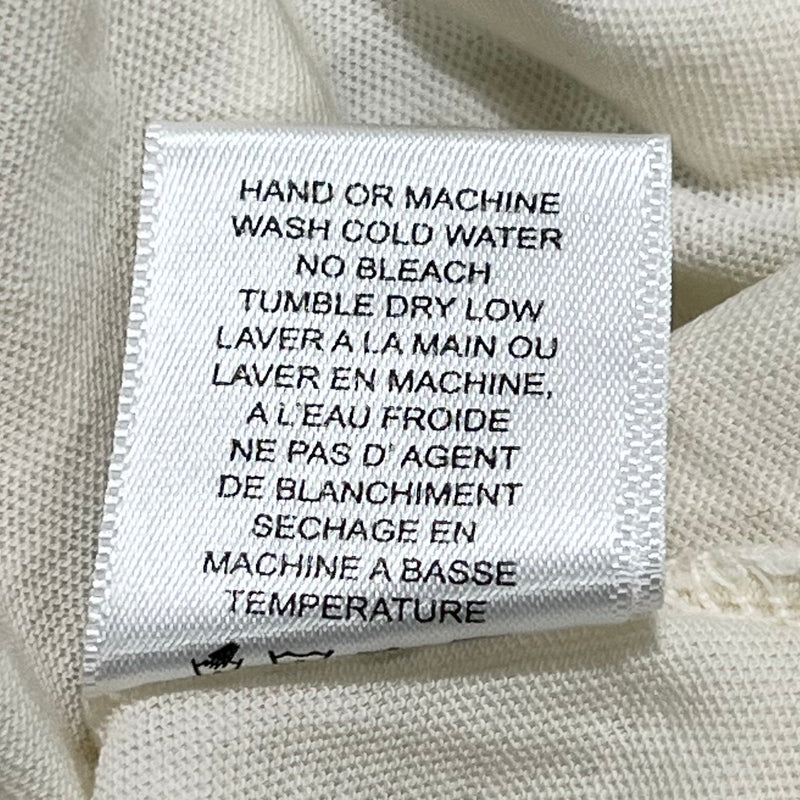 HAND OR MACHINE
WASH COLD WATER
NO BLEACH
TUMBLE DRY LOW
LAVER A LA MAIN OU
LAVER EN MACHINE,
A L'EAU FROIDE
NE PAS D' AGENT
DE BLANCHIMENT
SECHAGE EN
MACHINE A BASSE
TEMPERATURE